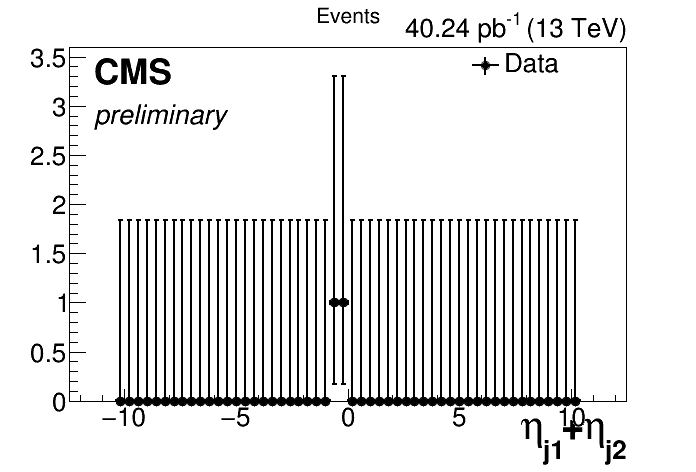 Events
40.24 pb-1 (13 TeV)
CMS
preliminary
Data
3.5
3
2.5
2
1.5
1
0.5
0
−10 −5 0 5 10
ηj1+ηj2